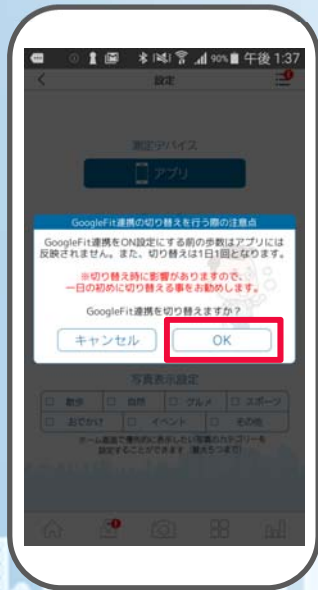 90% 午後 1:37
設定
測定デバイス
アプリ
GoogleFit連携の切り替えを行う際の注意点
GoogleFit連携をON設定にする前の歩数はアプリには
反映されません。また、切り替えは1日1回となります。
※切り替え時に影響がありますので、
一日の初めに切り替える事をお勧めします。
GoogleFit連携を切り替えますか？
キャンセル
OK
写真表示設定
散歩 自然 グルメ スポーツ
おでかけ イベント その他
ホーム画面で優先的に表示したい写真のカテゴリーを
設定することができます（最大5つまで）